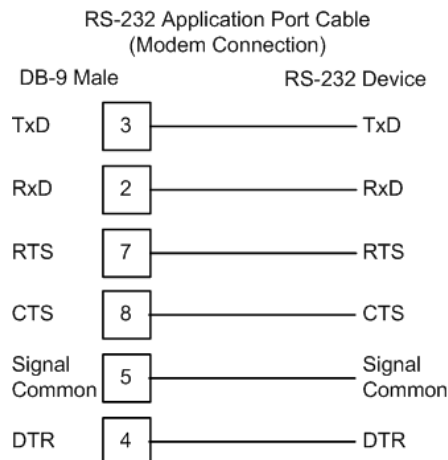 RS-232 Application Port Cable
(Modem Connection)
DB-9 Male RS-232 Device
TxD 3 TxD
RxD 2 RxD
RTS 7 RTS
CTS 8 CTS
Signal Signal
Common 5 Common
DTR 4 DTR